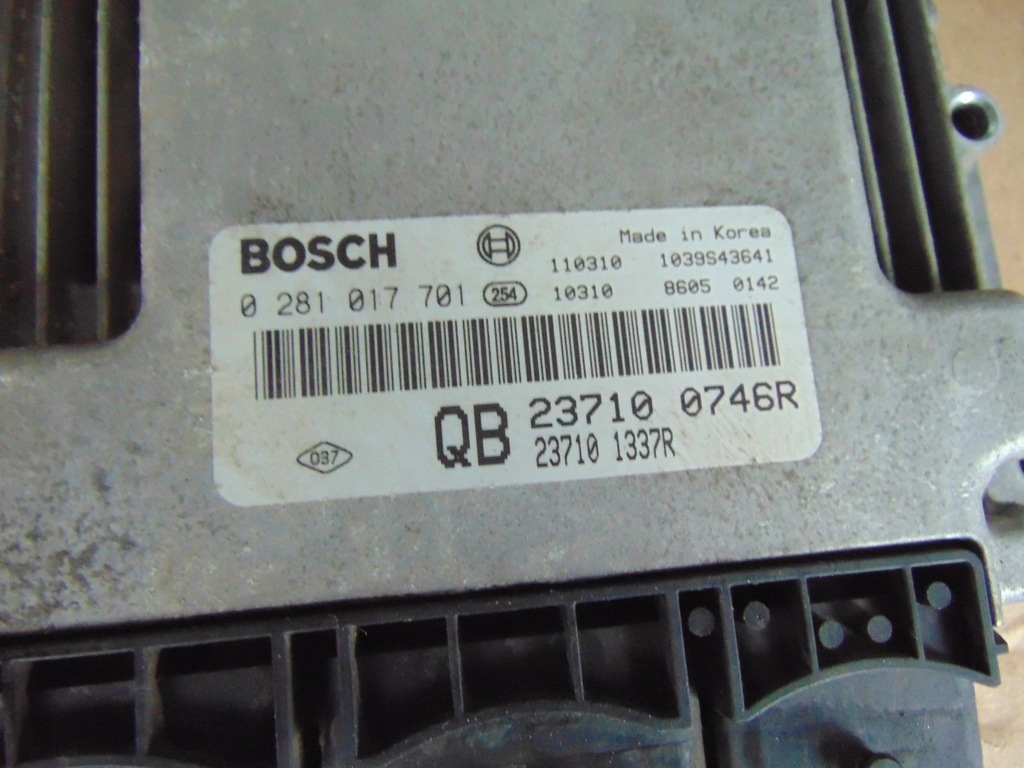 BOSCH Made in Korea
110310 1039S43641
0 281 017 701 254 10310 8605 0142
QB 23710 0746R
23710 1337R
037